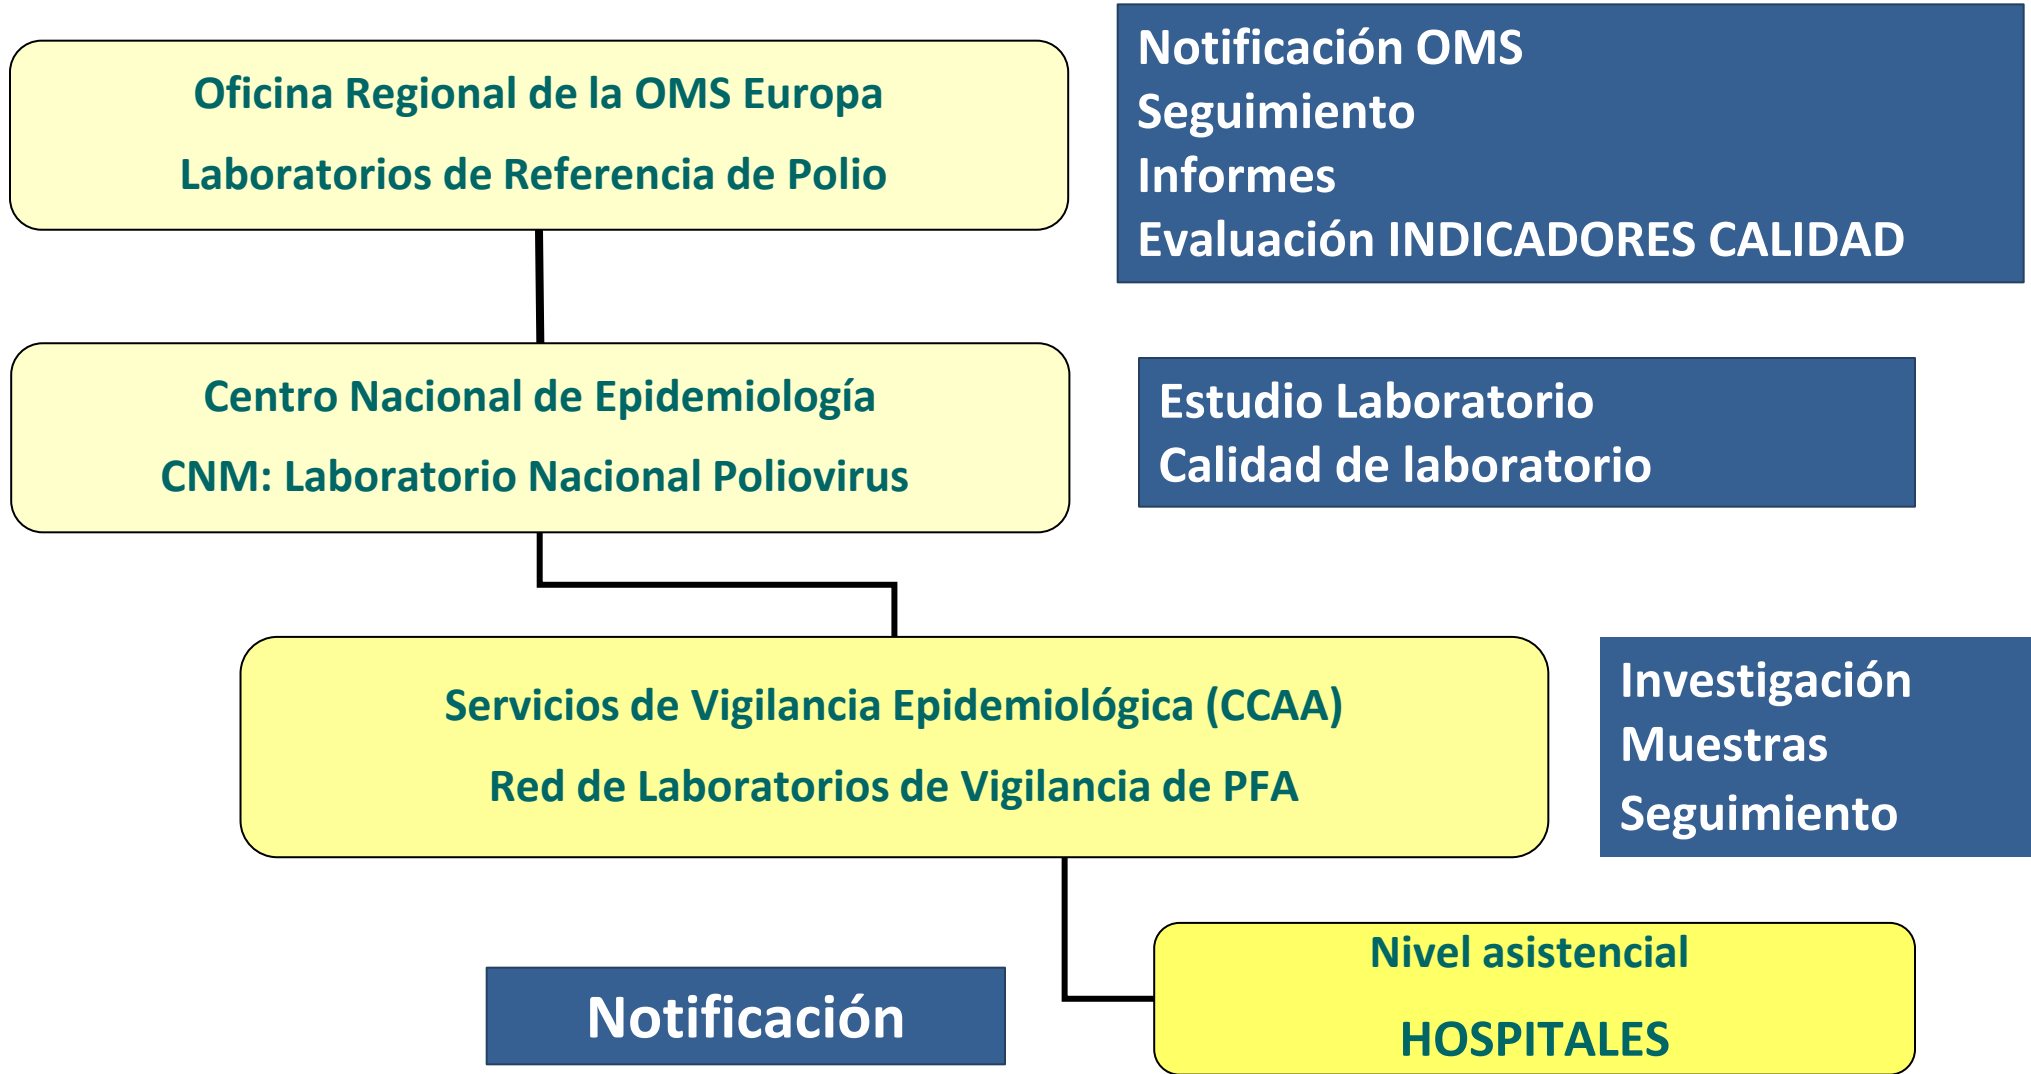 Oficina Regional de la OMS Europa
Laboratorios de Referencia de Polio
Notificación OMS
Seguimiento
Informes
Evaluación INDICADORES CALIDAD
Centro Nacional de Epidemiología
CNM: Laboratorio Nacional Poliovirus
Estudio Laboratorio
Calidad de laboratorio
Servicios de Vigilancia Epidemiológica (CCAA)
Red de Laboratorios de Vigilancia de PFA
Investigación
Muestras
Seguimiento
Notificación
Nivel asistencial
HOSPITALES